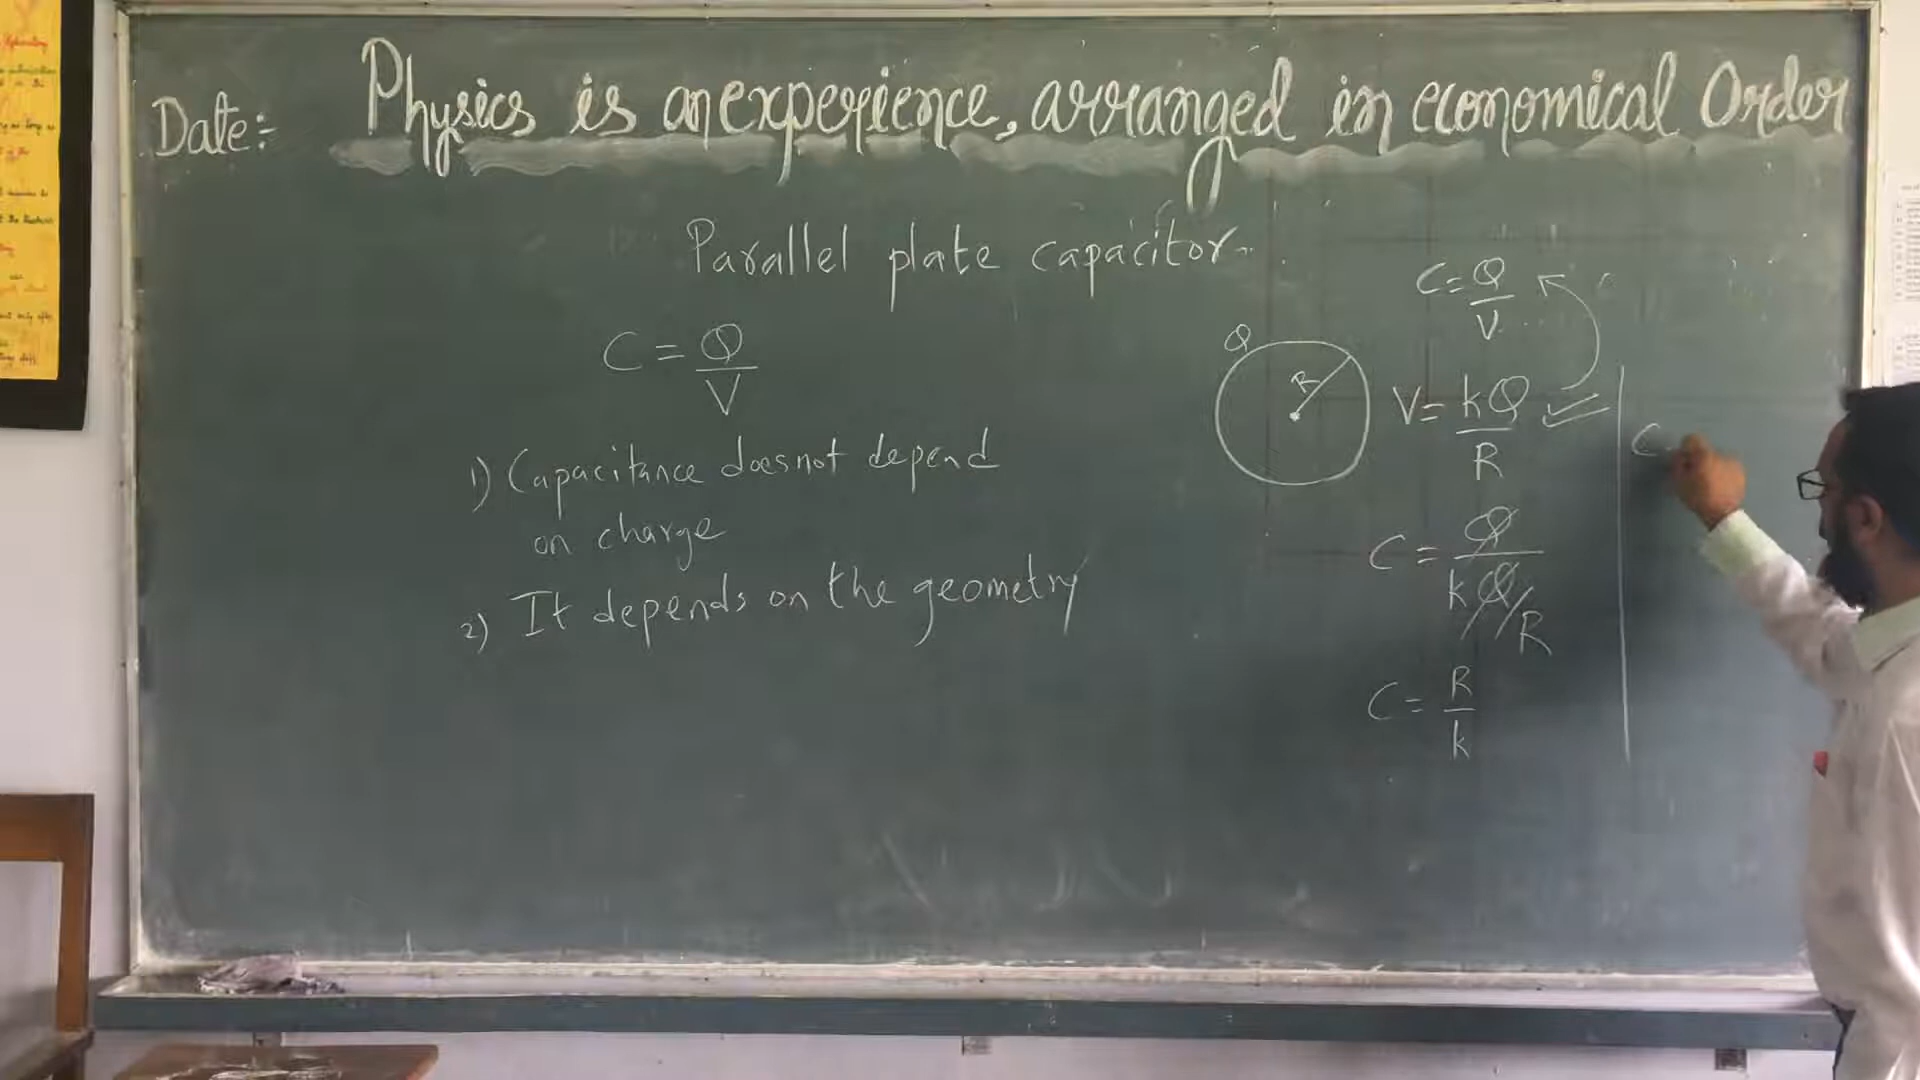 Date:-
Physics is an experience, arranged in economical Order
Parallel plate capacitor
C = Q/V
1) Capacitance does not depend
on charge
2) It depends on the geometry
Q
R
C = Q/V
V = kQ/R
C = Q/(kQ/R)
C = R/k
C